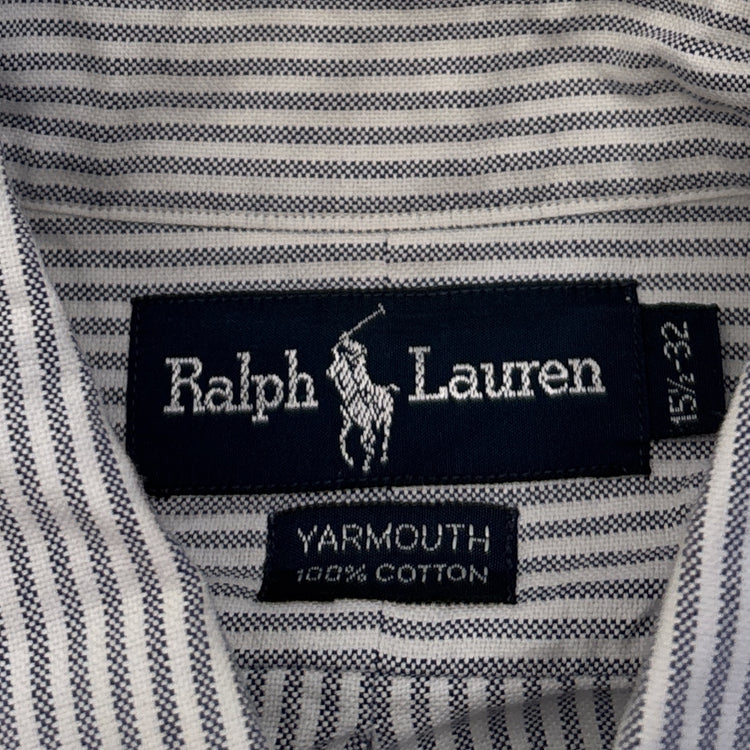 Ralph Lauren
15½-32
YARMOUTH
100% COTTON